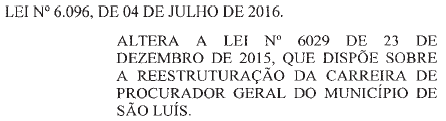 LEI Nº 6.096, DE 04 DE JULHO DE 2016.
ALTERA A LEI Nº 6029 DE 23 DE
DEZEMBRO DE 2015, QUE DISPÕE SOBRE
A REESTRUTURAÇÃO DA CARREIRA DE
PROCURADOR GERAL DO MUNICÍPIO DE
SÃO LUÍS.